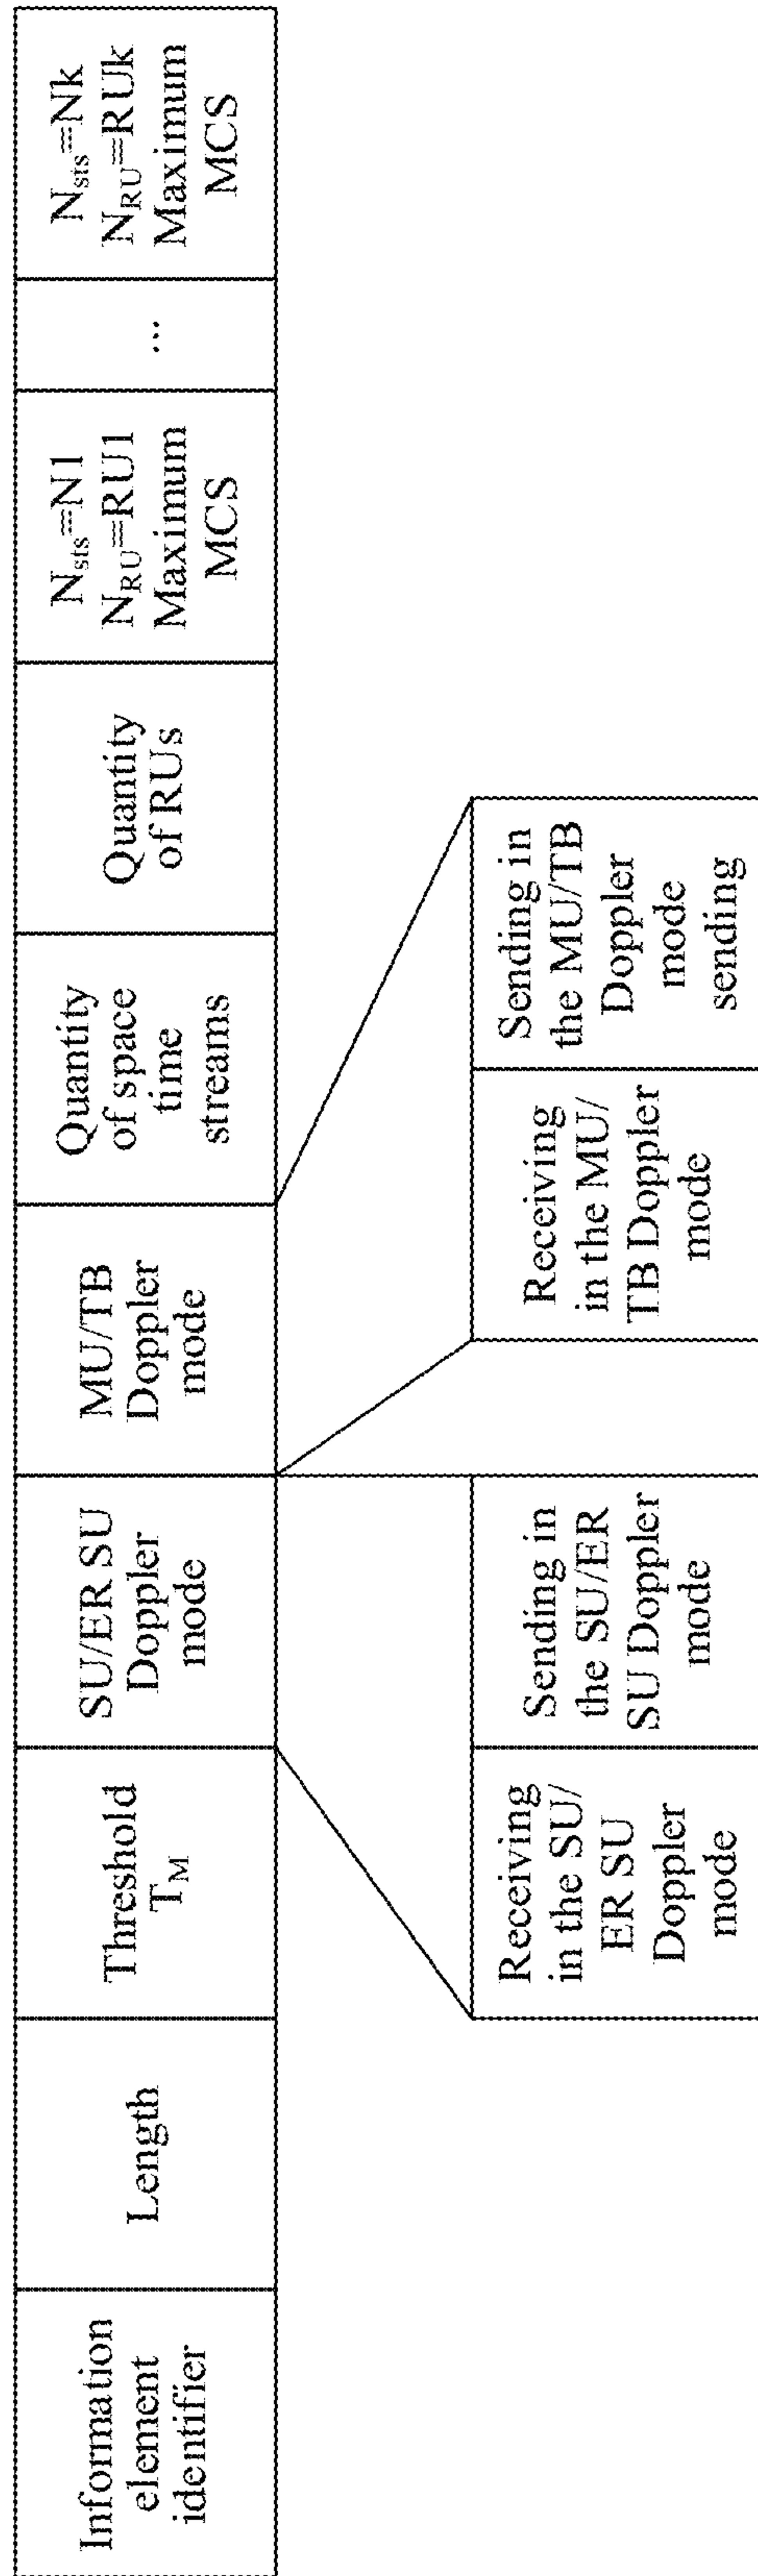 Information
element
identifier
Length
Threshold
T_M
SU/ER SU
Doppler
mode
MU/TB
Doppler
mode
Quantity
of space
time
streams
Quantity
of RUs
N_sts=N1
N_RU=RU1
Maximum
MCS
...
N_sts=Nk
N_RU=RUk
Maximum
MCS
Receiving
in the SU/
ER SU
Doppler
mode
Sending in
the SU/ER
SU Doppler
mode
Receiving
in the MU/
TB Doppler
mode
Sending in
the MU/TB
Doppler
mode
sending